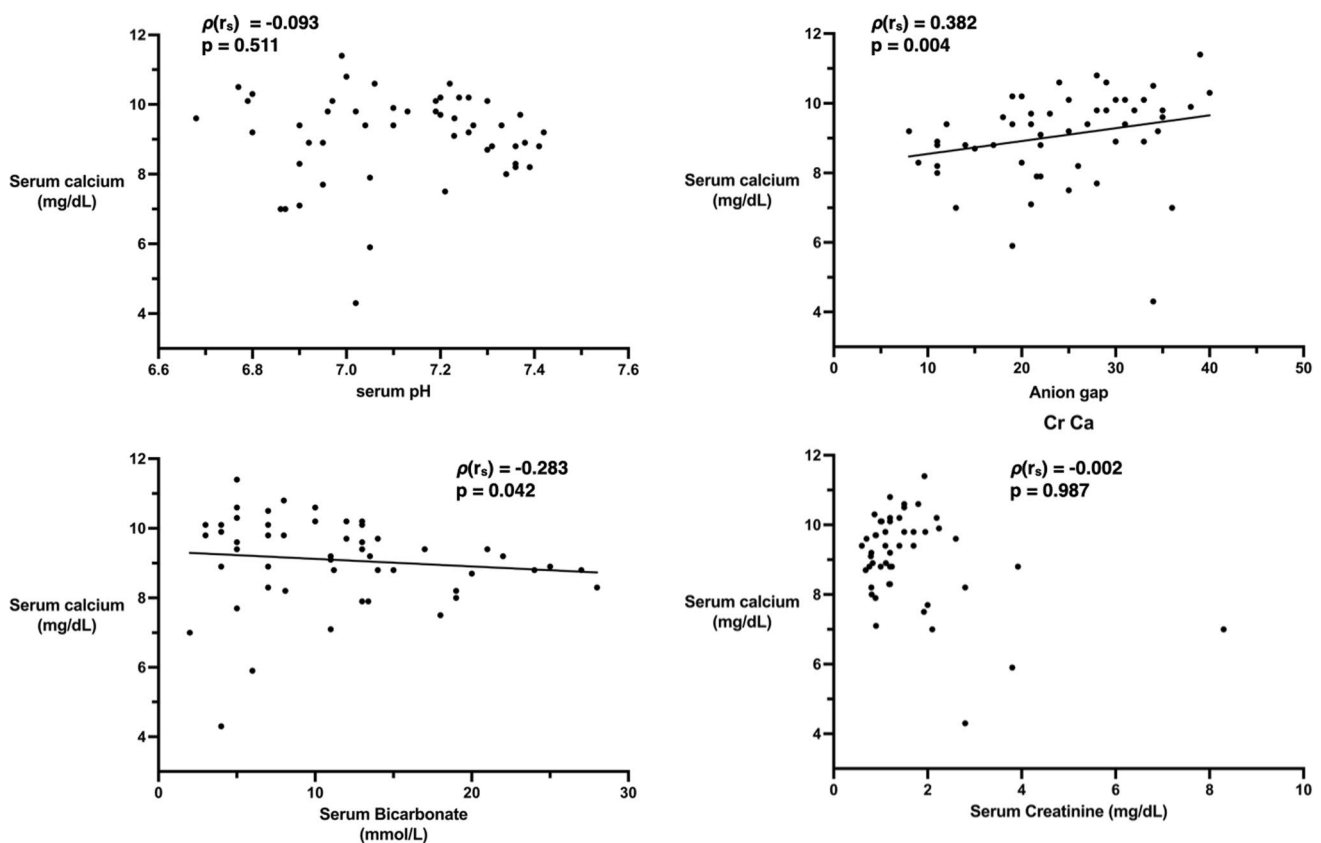 ρ(rs) = -0.093
p = 0.511
12
10
8
6
4
Serum calcium
(mg/dL)
6.6
6.8
7.0
7.2
7.4
7.6
serum pH
ρ(rs) = 0.382
p = 0.004
12
10
8
6
4
Serum calcium
(mg/dL)
0
10
20
30
40
50
Anion gap
ρ(rs) = -0.283
p = 0.042
12
10
8
6
4
Serum calcium
(mg/dL)
0
10
20
30
Serum Bicarbonate
(mmol/L)
Cr Ca
ρ(rs) = -0.002
p = 0.987
12
10
8
6
4
Serum calcium
(mg/dL)
0
2
4
6
8
10
Serum Creatinine (mg/dL)